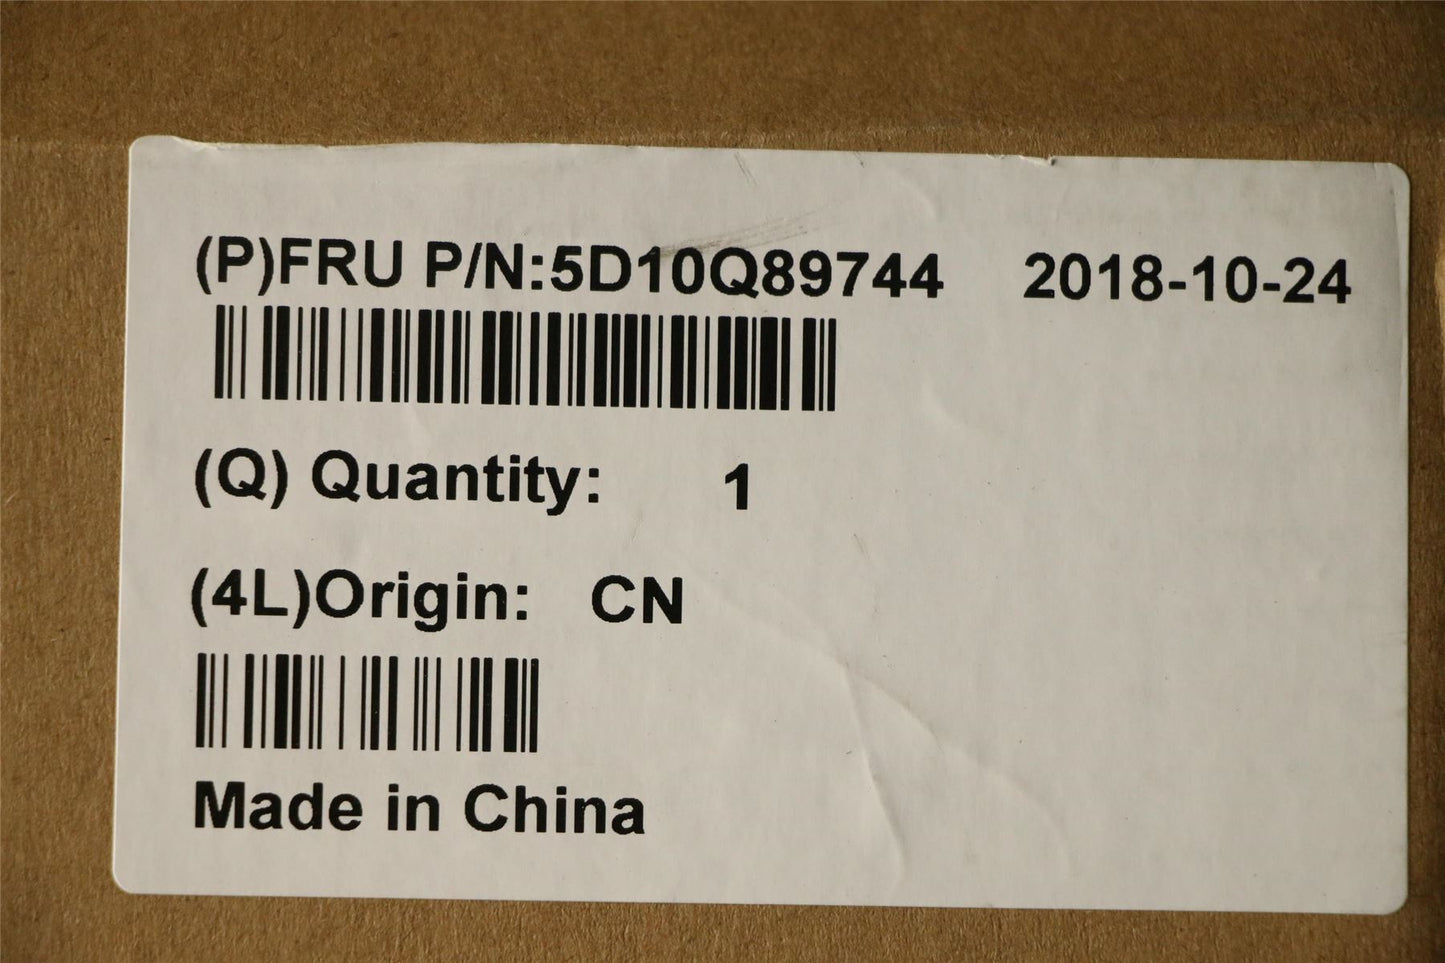 (P)FRU P/N:5D10Q89744 2018-10-24
(Q) Quantity: 1
(4L)Origin: CN
Made in China